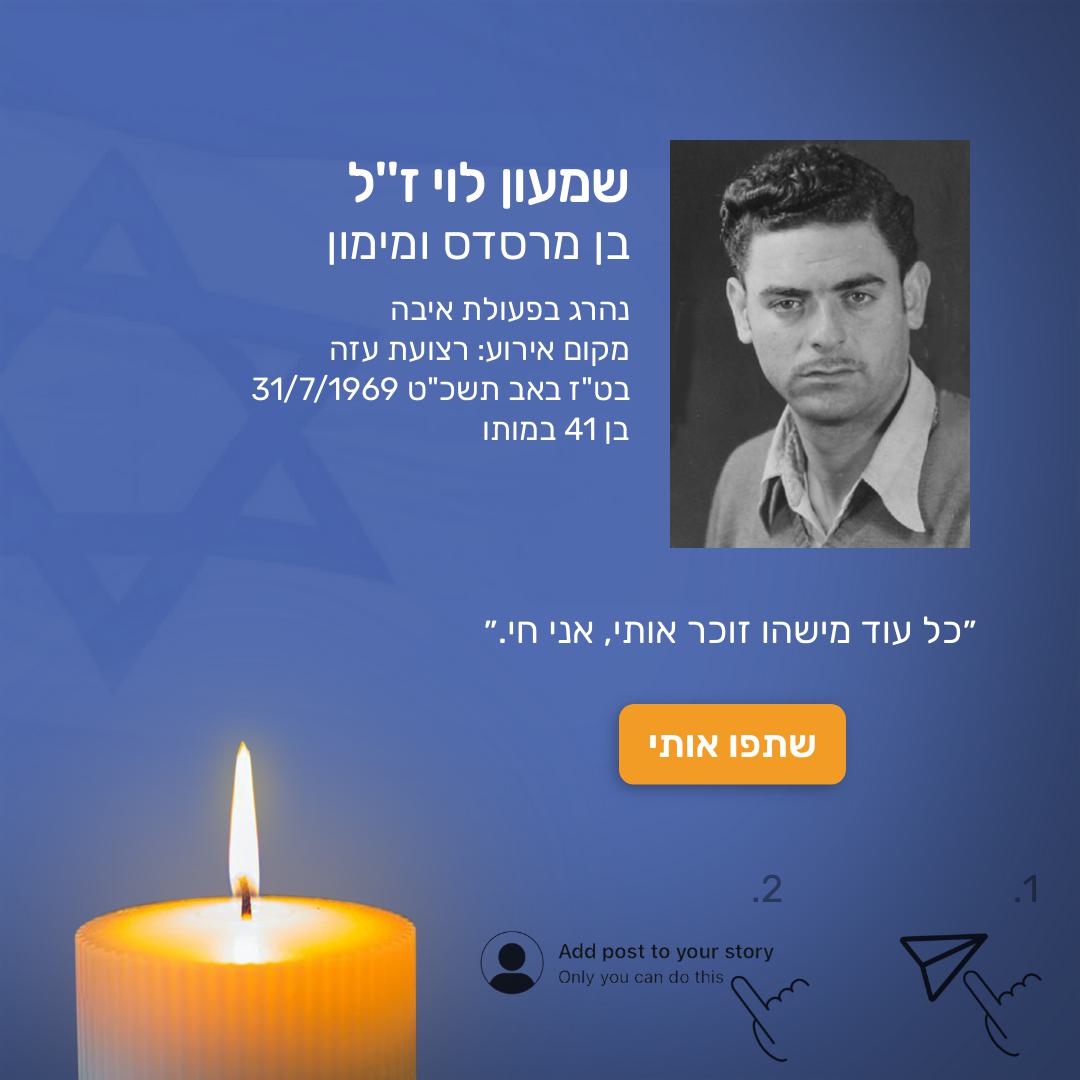 שמעון לוי ז''ל
בן מרסדס ומימון
נהרג בפעולת איבה
מקום אירוע: רצועת עזה
בט"ז באב תשכ"ט 31/7/1969
בן 41 במותו
״כל עוד מישהו זוכר אותי, אני חי.״
שתפו אותי
1.
2.
Add post to your story
Only you can do this